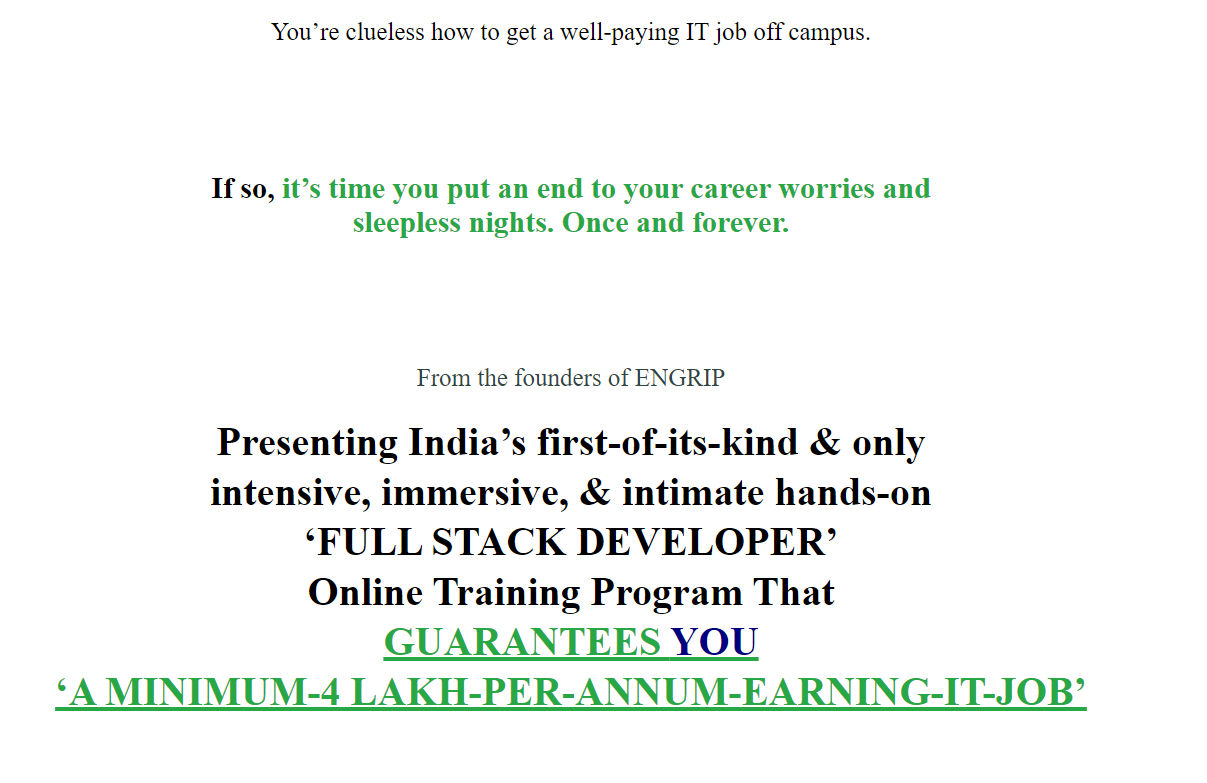 You’re clueless how to get a well-paying IT job off campus.
If so, it’s time you put an end to your career worries and
sleepless nights. Once and forever.
From the founders of ENGRIP
Presenting India’s first-of-its-kind & only
intensive, immersive, & intimate hands-on
‘FULL STACK DEVELOPER’
Online Training Program That
GUARANTEES YOU
‘A MINIMUM-4 LAKH-PER-ANNUM-EARNING-IT-JOB’